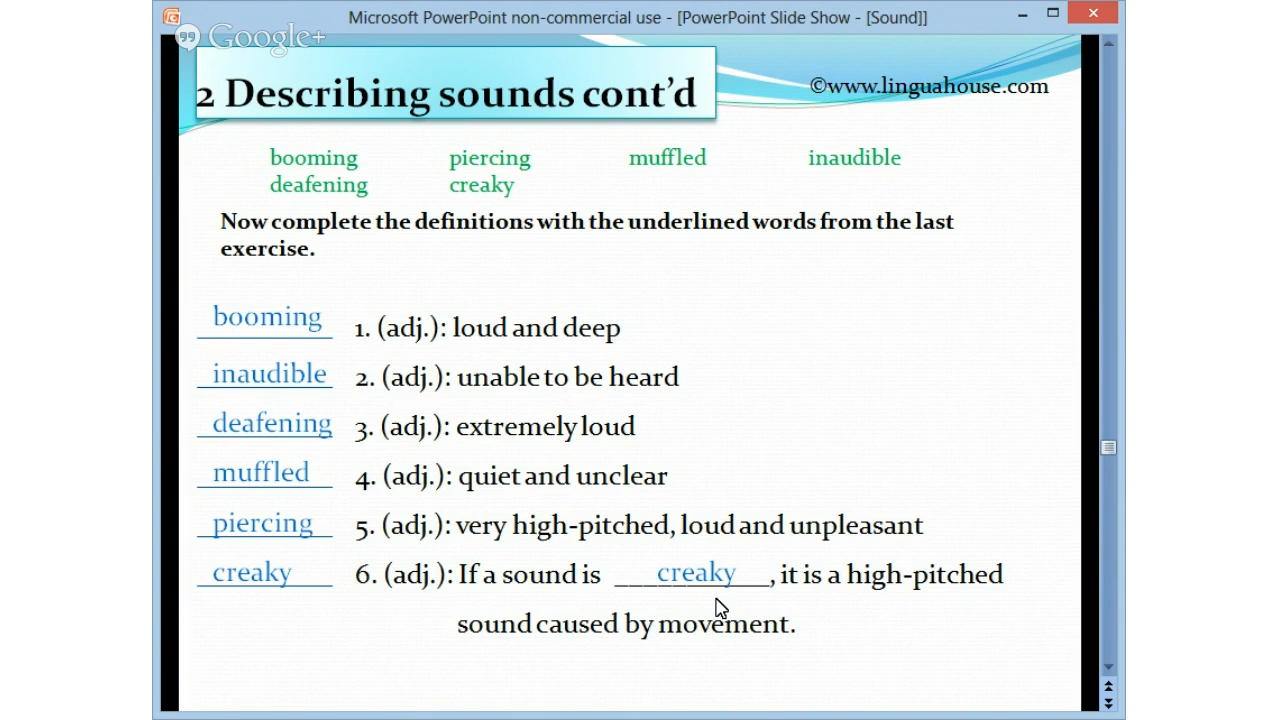 Microsoft PowerPoint non-commercial use - [PowerPoint Slide Show - [Sound]]
Google+
2 Describing sounds cont’d
©www.linguahouse.com
booming piercing muffled inaudible
deafening creaky
Now complete the definitions with the underlined words from the last
exercise.
booming 1. (adj.): loud and deep
inaudible 2. (adj.): unable to be heard
deafening 3. (adj.): extremely loud
muffled 4. (adj.): quiet and unclear
piercing 5. (adj.): very high-pitched, loud and unpleasant
creaky 6. (adj.): If a sound is creaky, it is a high-pitched
sound caused by movement.